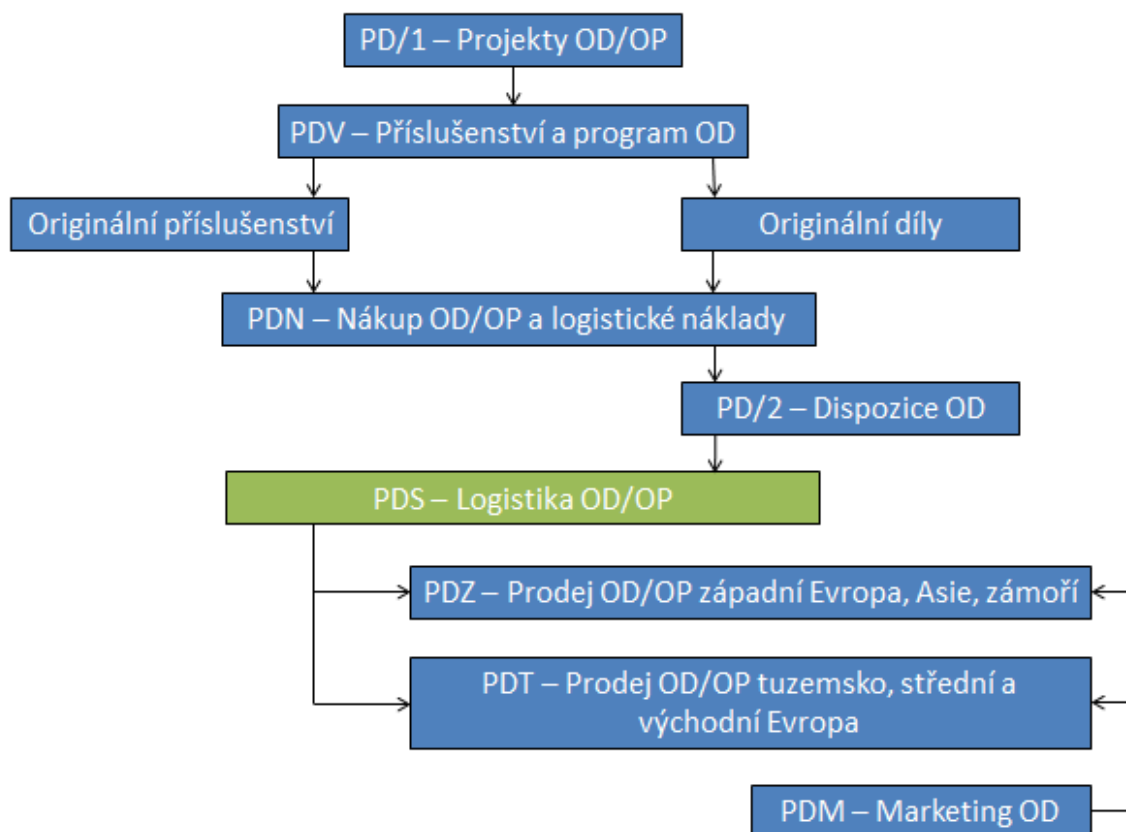 PD/1 – Projekty OD/OP
PDV – Příslušenství a program OD
Originální příslušenství
Originální díly
PDN – Nákup OD/OP a logistické náklady
PD/2 – Dispozice OD
PDS – Logistika OD/OP
PDZ – Prodej OD/OP západní Evropa, Asie, zámoří
PDT – Prodej OD/OP tuzemsko, střední a
východní Evropa
PDM – Marketing OD